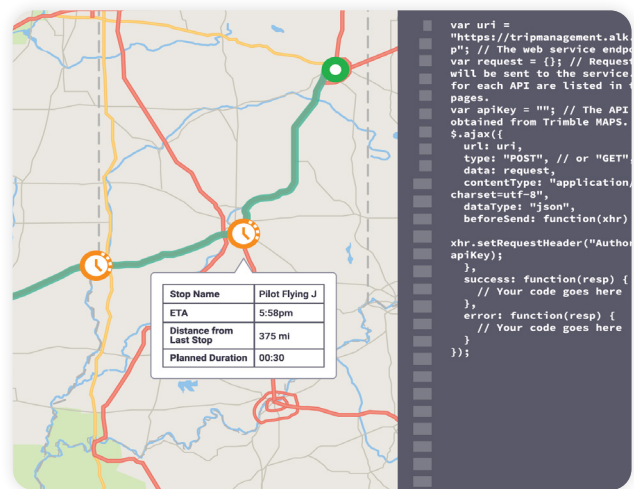 Stop Name Pilot Flying J
ETA 5:58pm
Distance from
Last Stop 375 mi
Planned Duration 00:30
var uri =
"https://tripmanagement.alk.
p"; // The web service endpo
var request = {}; // Request
will be sent to the service.
for each API are listed in
pages.
var apiKey = ""; // The API
obtained from Trimble MAPS.
$.ajax({
url: uri,
type: "POST", // or "GET"
data: request,
contentType: "application/
charset=utf-8",
dataType: "json",
beforeSend: function(xhr)
xhr.setRequestHeader("Author
apiKey);
},
success: function(resp) {
// Your code goes here
},
error: function(resp) {
// Your code goes here
}
});